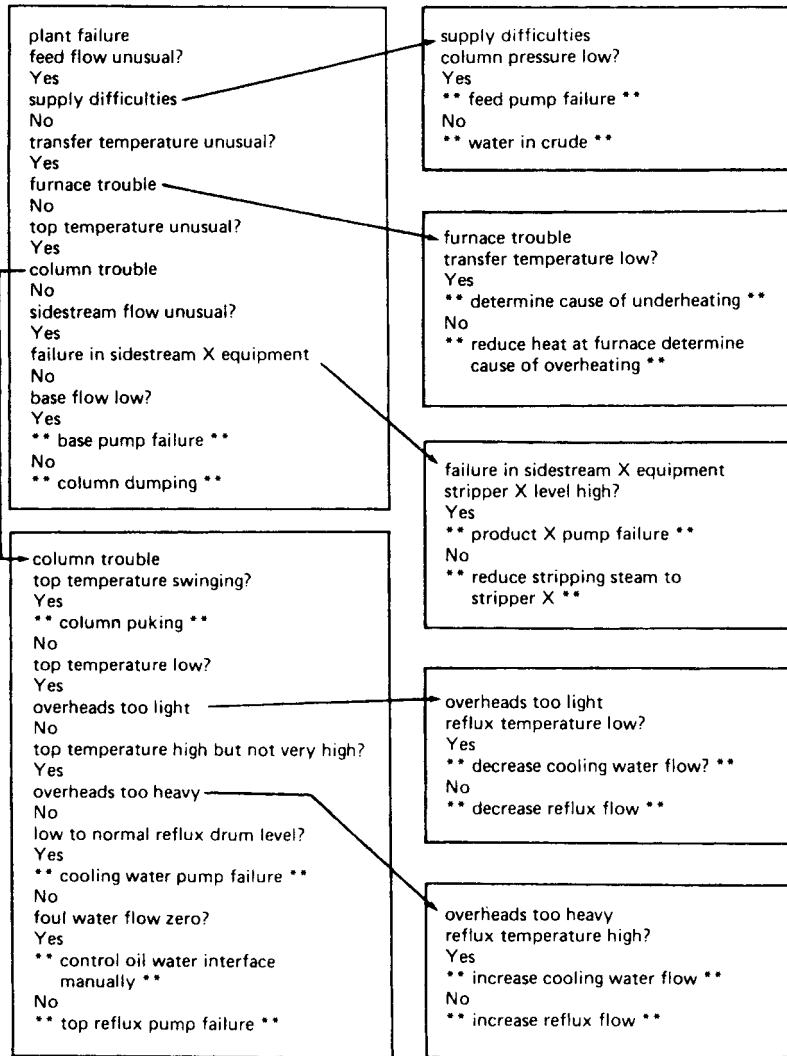 plant failure
feed flow unusual?
Yes
supply difficulties
No
transfer temperature unusual?
Yes
furnace trouble
No
top temperature unusual?
Yes
column trouble
No
sidestream flow unusual?
Yes
failure in sidestream X equipment
No
base flow low?
Yes
** base pump failure **
No
** column dumping **
column trouble
top temperature swinging?
Yes
** column puking **
No
top temperature low?
Yes
overheads too light
No
top temperature high but not very high?
Yes
overheads too heavy
No
low to normal reflux drum level?
Yes
** cooling water pump failure **
No
foul water flow zero?
Yes
** control oil water interface
manually **
No
** top reflux pump failure **
supply difficulties
column pressure low?
Yes
** feed pump failure **
No
** water in crude **
furnace trouble
transfer temperature low?
Yes
** determine cause of underheating **
No
** reduce heat at furnace determine
cause of overheating **
failure in sidestream X equipment
stripper X level high?
Yes
** product X pump failure **
No
** reduce stripping steam to
stripper X **
overheads too light
reflux temperature low?
Yes
** decrease cooling water flow? **
No
** decrease reflux flow **
overheads too heavy
reflux temperature high?
Yes
** increase cooling water flow **
No
** increase reflux flow **